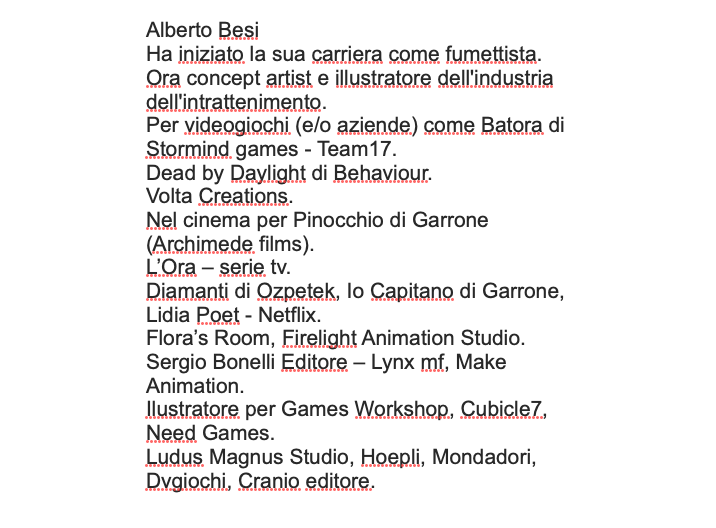 Alberto Besi
Ha iniziato la sua carriera come fumettista.
Ora concept artist e illustratore dell'industria
dell'intrattenimento.
Per videogiochi (e/o aziende) come Batora di
Stormind games - Team17.
Dead by Daylight di Behaviour.
Volta Creations.
Nel cinema per Pinocchio di Garrone
(Archimede films).
L’Ora – serie tv.
Diamanti di Ozpetek, Io Capitano di Garrone,
Lidia Poet - Netflix.
Flora’s Room, Firelight Animation Studio.
Sergio Bonelli Editore – Lynx mf, Make
Animation.
Ilustratore per Games Workshop, Cubicle7,
Need Games.
Ludus Magnus Studio, Hoepli, Mondadori,
Dvgiochi, Cranio editore.